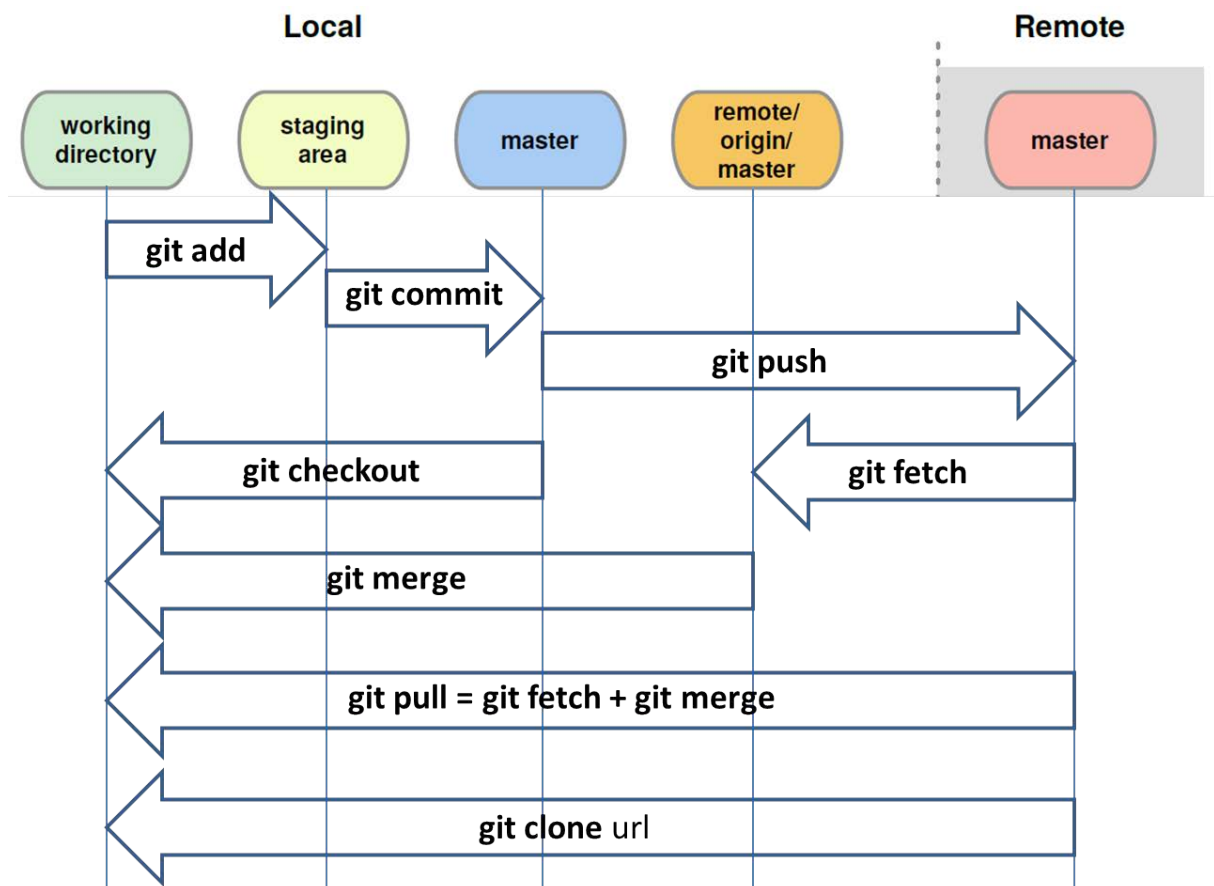 Local
Remote
working
directory
staging
area
master
remote/
origin/
master
master
git add
git commit
git push
git checkout
git fetch
git merge
git pull = git fetch + git merge
git clone url